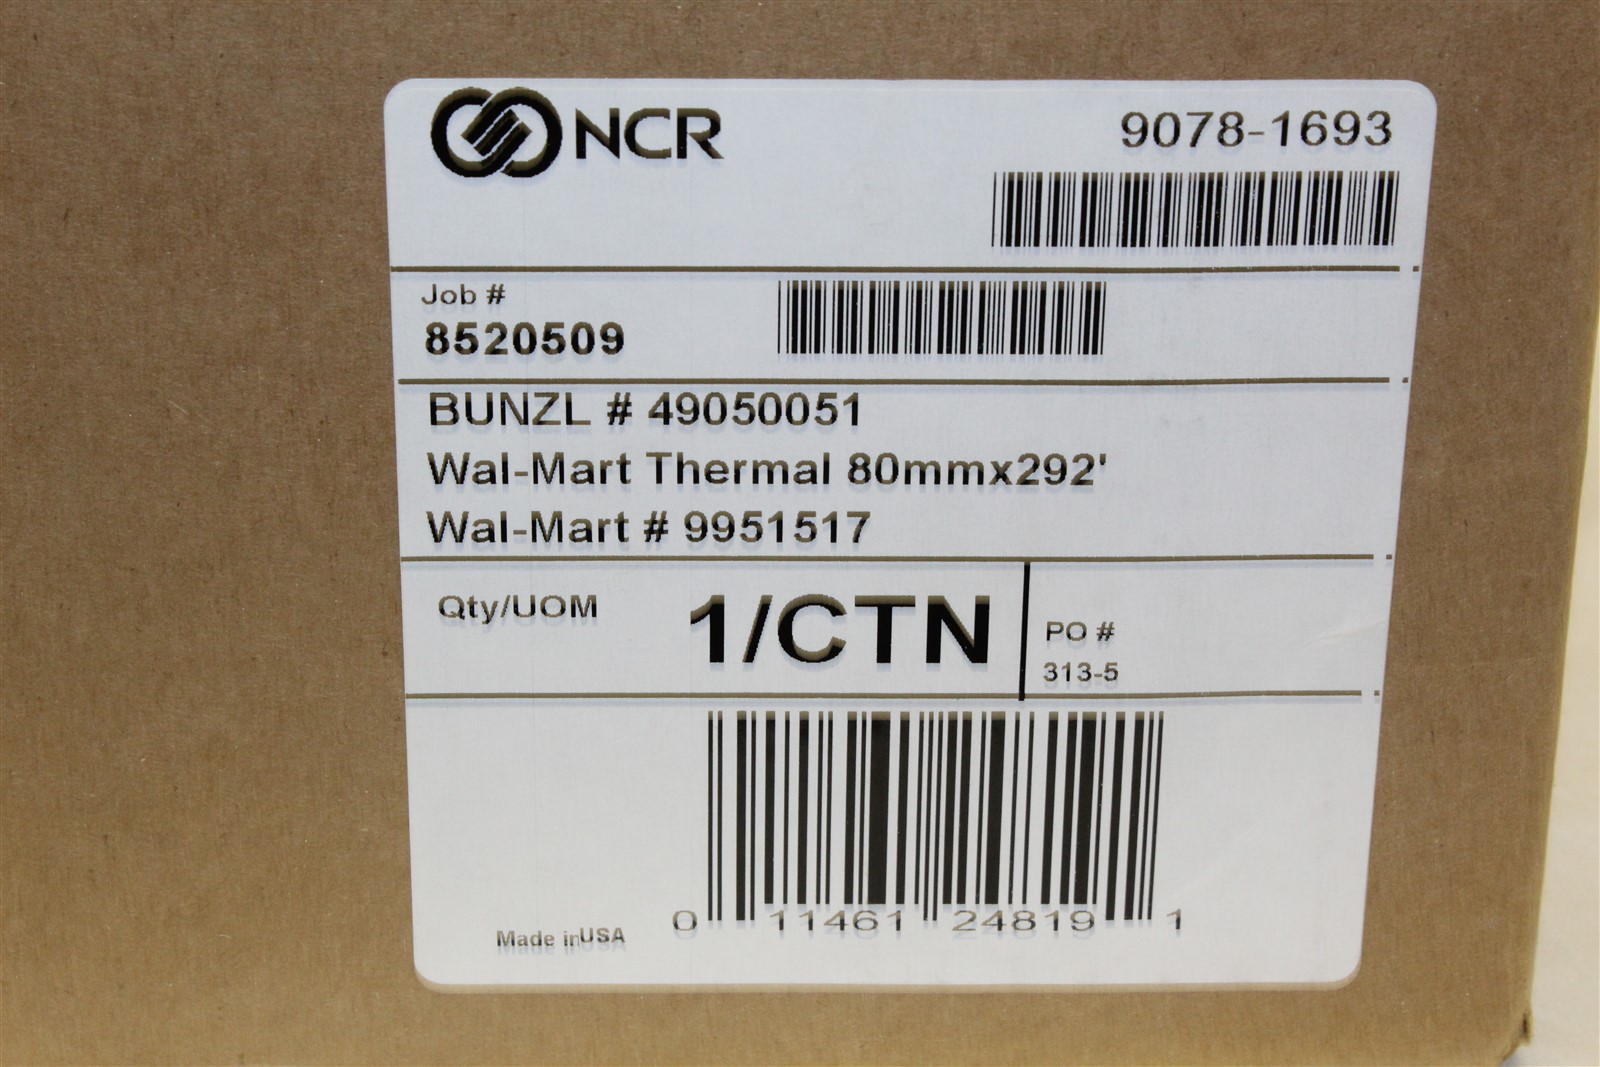 NCR
9078-1693
Job #
8520509
BUNZL # 49050051
Wal-Mart Thermal 80mmx292'
Wal-Mart # 9951517
Qty/UOM
1/CTN
PO #
313-5
0 11461 24819 1
Made in USA